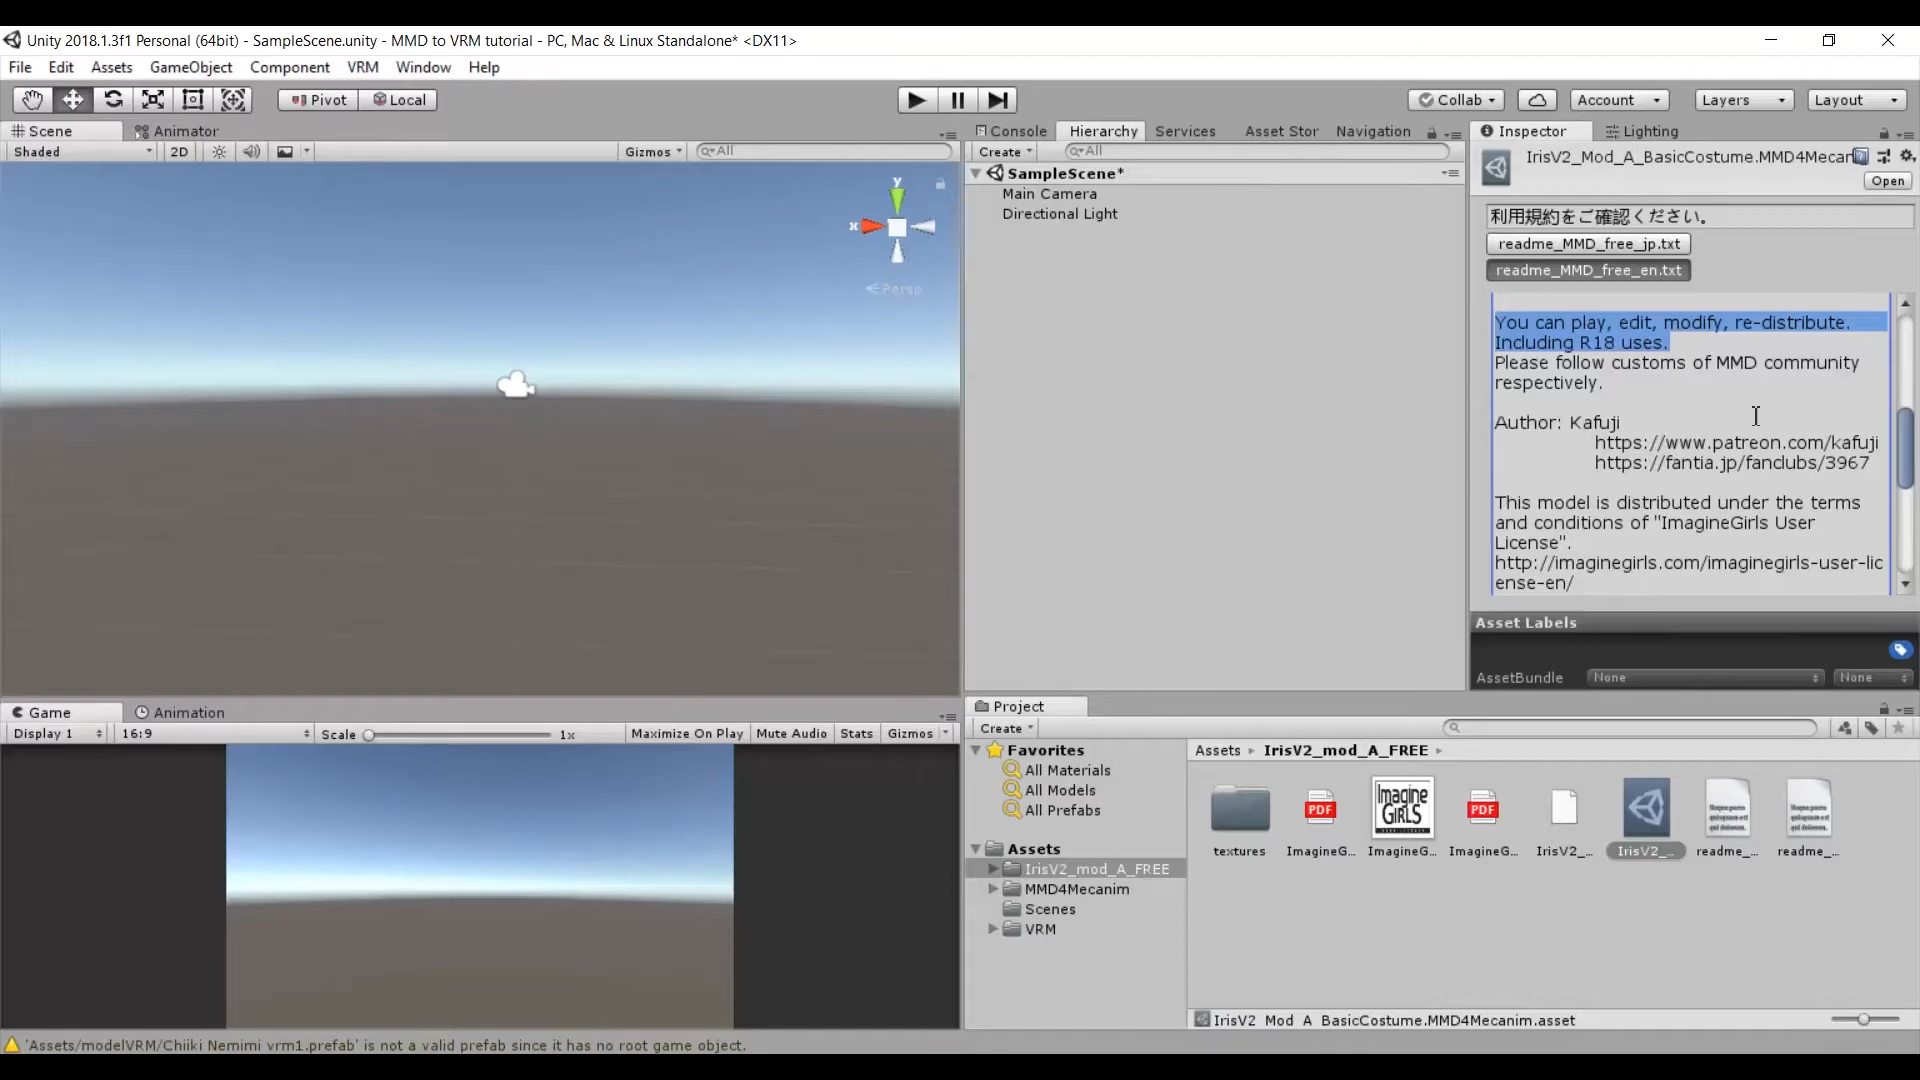 Unity 2018.1.3f1 Personal (64bit) - SampleScene.unity - MMD to VRM tutorial - PC, Mac & Linux Standalone* <DX11>
File Edit Assets GameObject Component VRM Window Help
Pivot Local Collab Account Layers Layout
Scene Animator
Shaded 2D Gizmos All
y
x
Persp
Console Hierarchy Services Asset Stor Navigation
Create All
SampleScene*
Main Camera
Directional Light
Inspector Lighting
IrisV2_Mod_A_BasicCostume.MMD4Mecar
Open
利用規約をご確認ください。
readme_MMD_free_jp.txt
readme_MMD_free_en.txt
You can play, edit, modify, re-distribute.
Including R18 uses.
Please follow customs of MMD community
respectively.
Author: Kafuji
https://www.patreon.com/kafuji
https://fantia.jp/fanclubs/3967
This model is distributed under the terms
and conditions of "ImagineGirls User
License".
http://imaginegirls.com/imaginegirls-user-lic
ense-en/
Asset Labels
AssetBundle None None
Game Animation
Display 1 16:9 Scale 1x Maximize On Play Mute Audio Stats Gizmos
Project
Create
Favorites
All Materials
All Models
All Prefabs
Assets
IrisV2_mod_A_FREE
MMD4Mecanim
Scenes
VRM
Assets IrisV2_mod_A_FREE
PDF Imagine GIRLS PDF
textures ImagineG... ImagineG... ImagineG... IrisV2_... IrisV2_... readme_... readme_...
IrisV2_Mod_A_BasicCostume.MMD4Mecanim.asset
'Assets/modelVRM/Chiiki Nemimi vrm1.prefab' is not a valid prefab since it has no root game object.